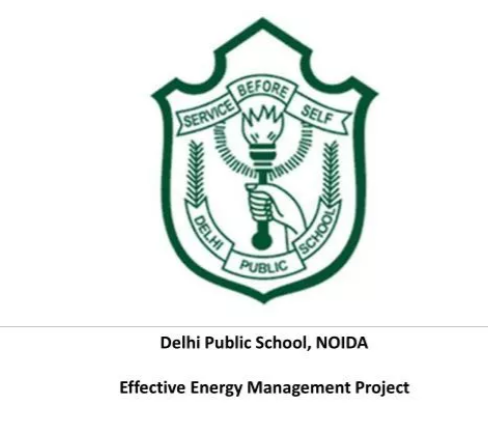 SERVICE BEFORE SELF
DELHI PUBLIC SCHOOL
Delhi Public School, NOIDA
Effective Energy Management Project